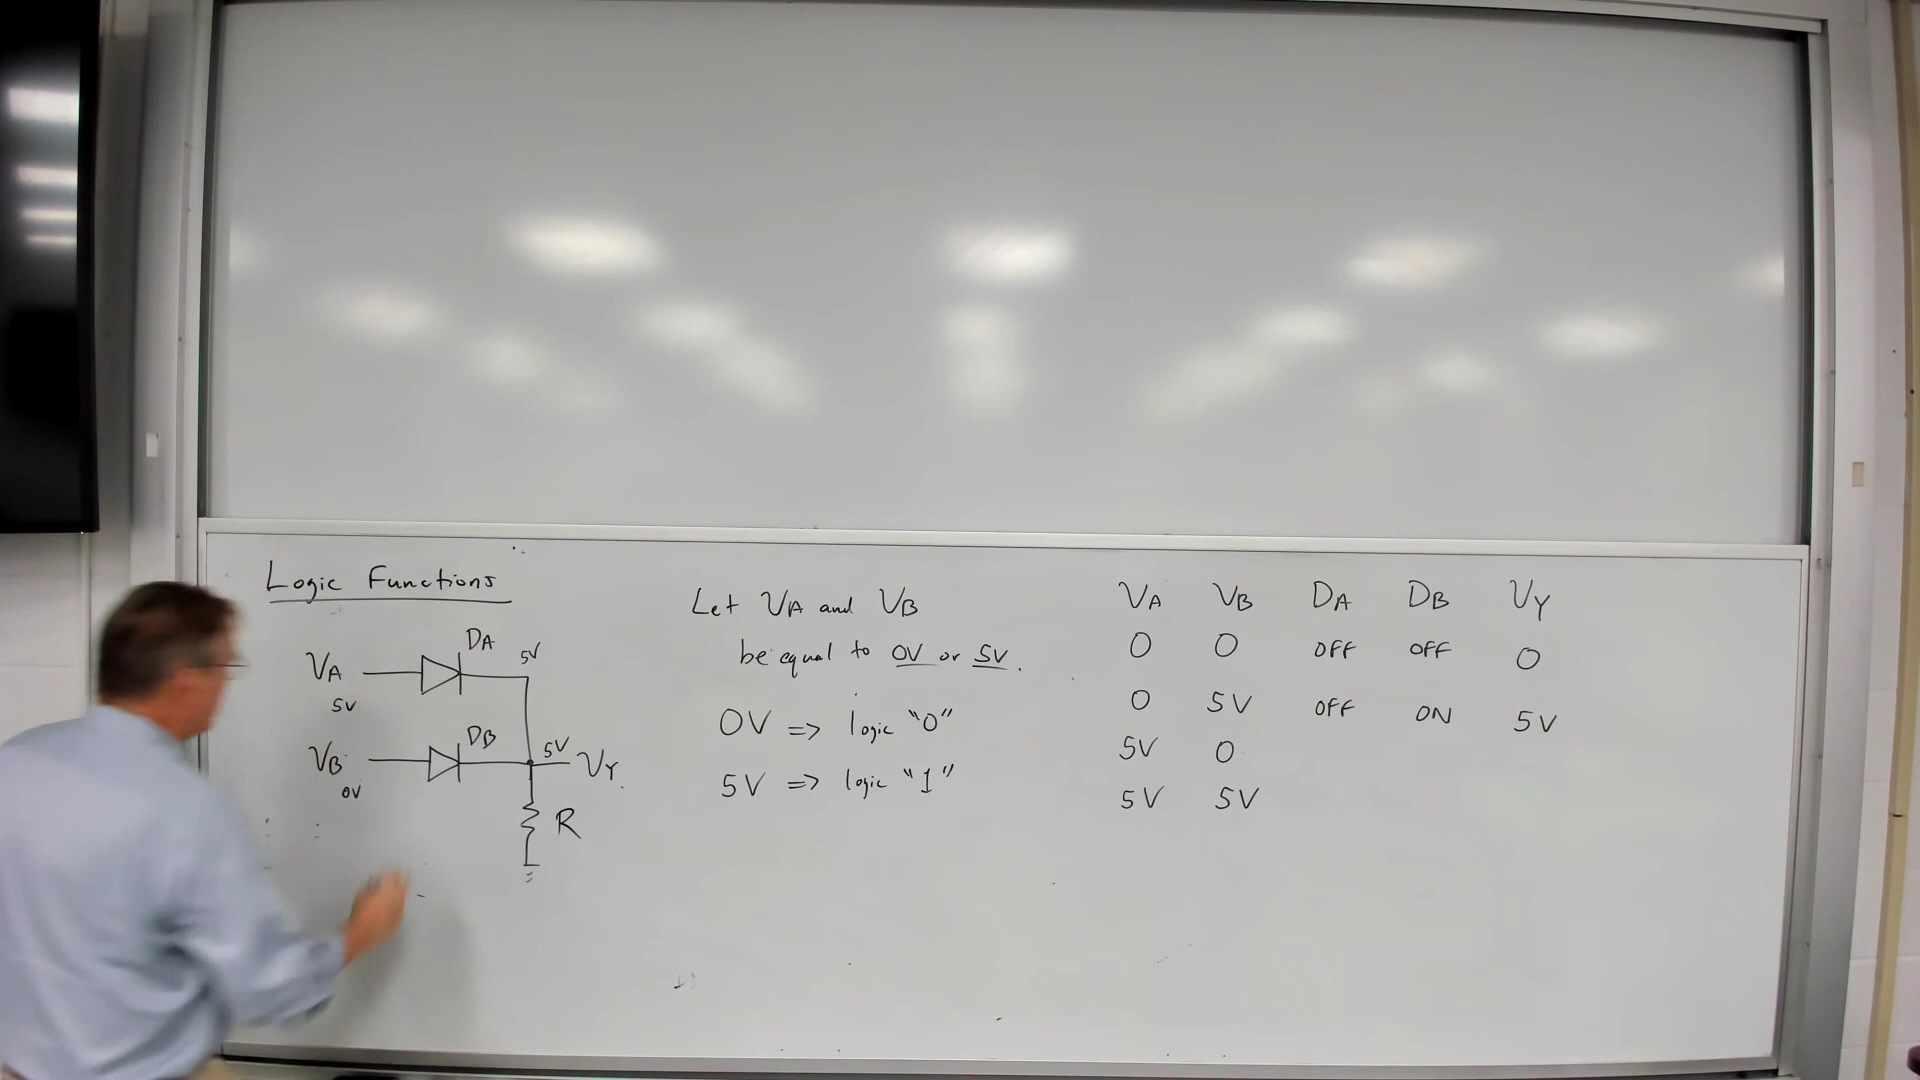 Logic Functions
VA
5V
DA
5V
VB
0V
DB
5V
VY
R
Let VA and VB
be equal to 0V or 5V.
0V => logic "0"
5V => logic "1"
VA VB DA DB VY
0 0 OFF OFF 0
0 5V OFF ON 5V
5V 0
5V 5V